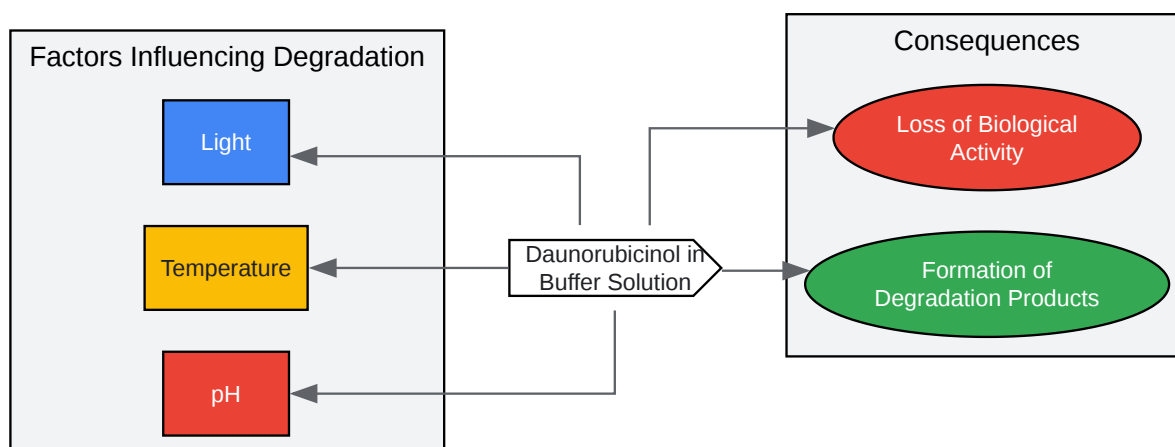 Factors Influencing Degradation
Light
Temperature
pH
Daunorubicinol in
Buffer Solution
Consequences
Loss of Biological
Activity
Formation of
Degradation Products